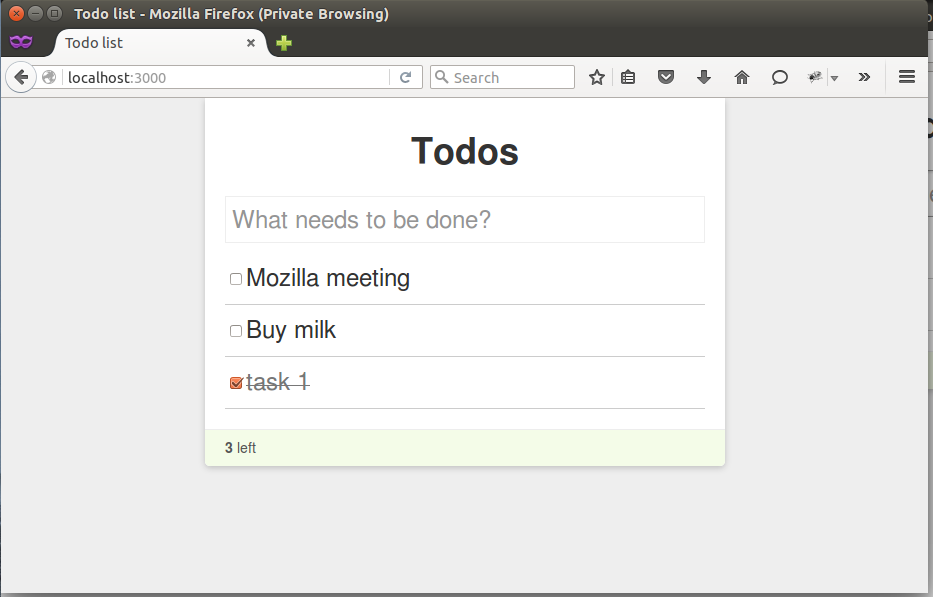 Todo list - Mozilla Firefox (Private Browsing)
Todo list
localhost:3000
Search
Todos
What needs to be done?
Mozilla meeting
Buy milk
task 1
3 left